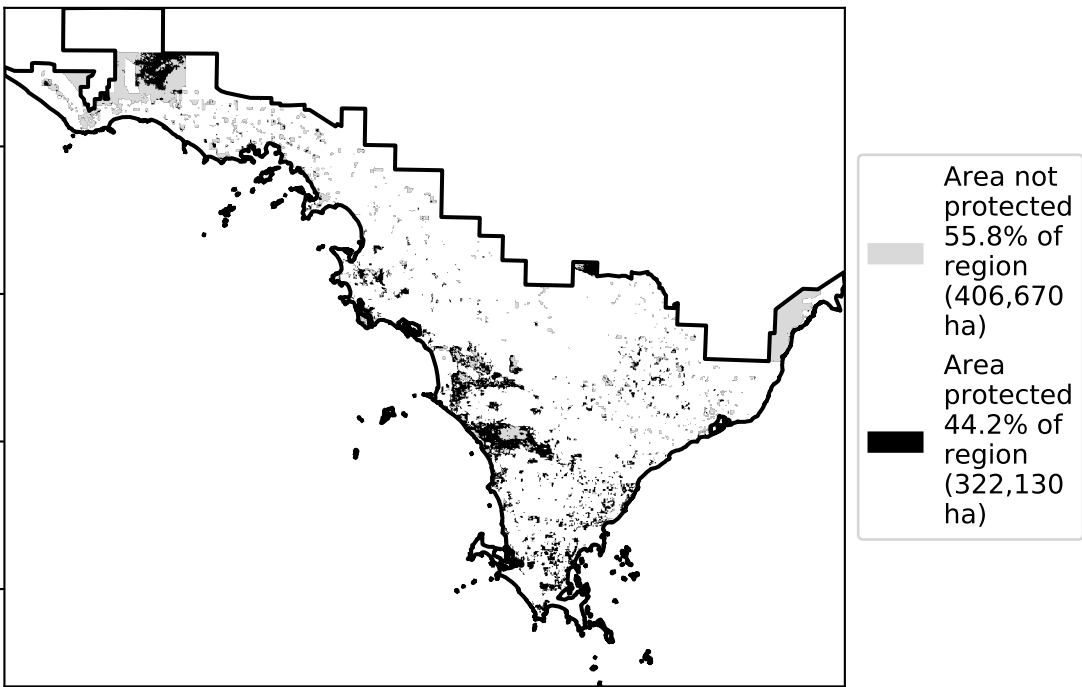 Area not
protected
55.8% of
region
(406,670
ha)
Area
protected
44.2% of
region
(322,130
ha)